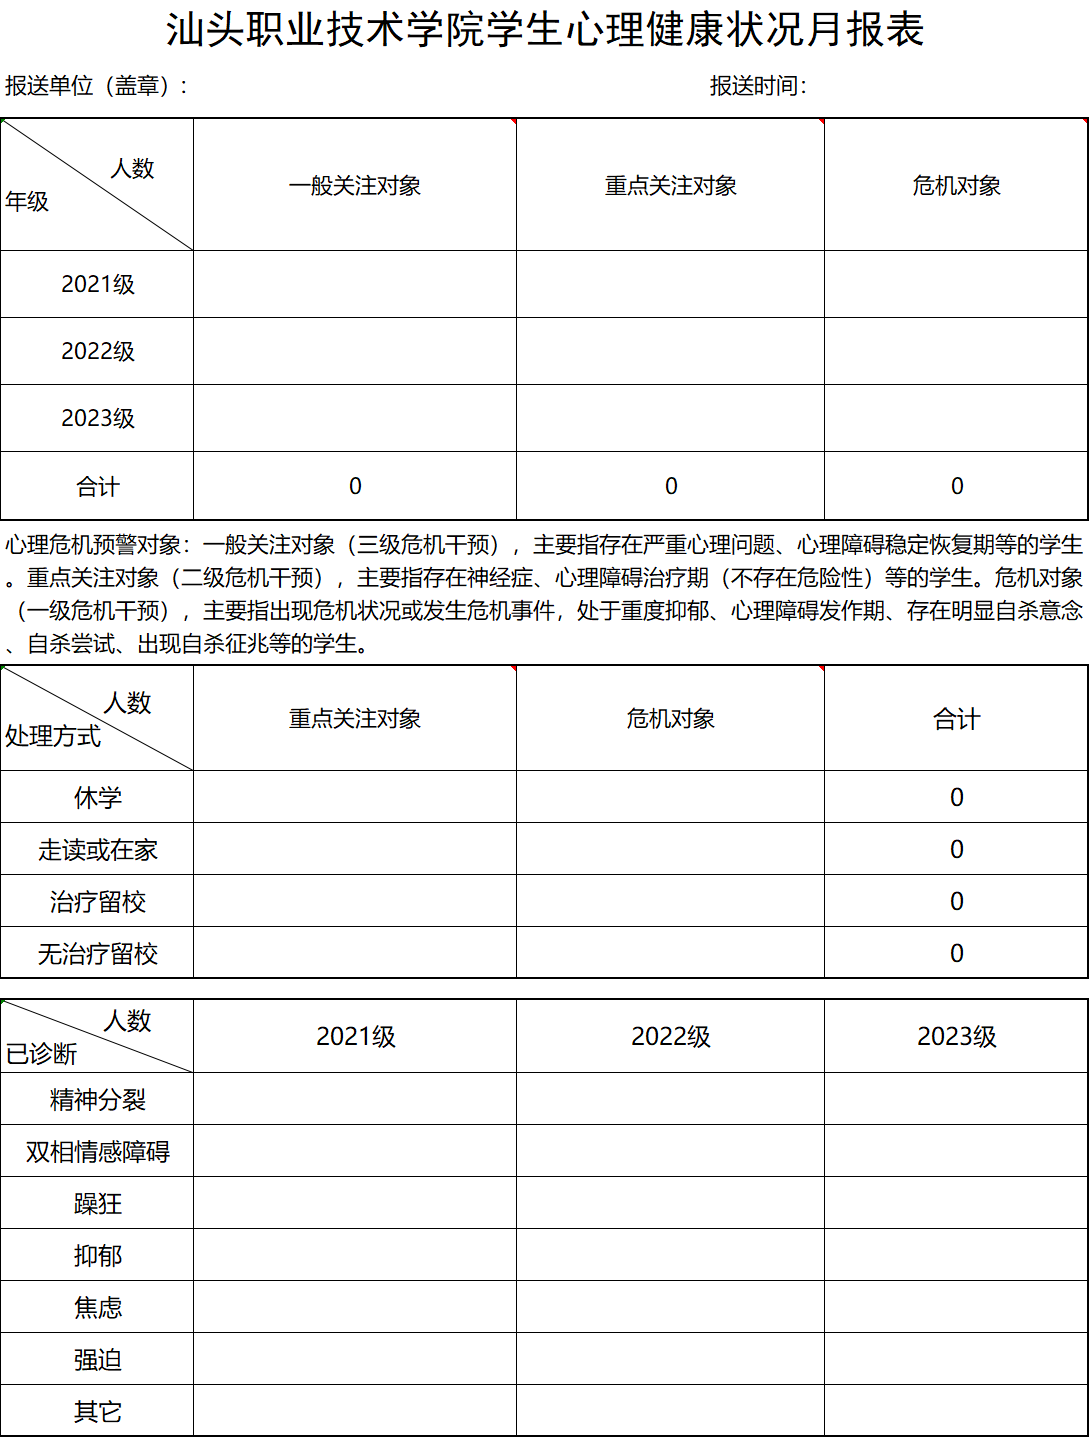 汕头职业技术学院学生心理健康状况月报表
报送单位（盖章）： 报送时间：
人数
年级
一般关注对象 重点关注对象 危机对象
2021级
2022级
2023级
合计 0 0 0
心理危机预警对象：一般关注对象（三级危机干预），主要指存在严重心理问题、心理障碍稳定恢复期等的学生
。重点关注对象（二级危机干预），主要指存在神经症、心理障碍治疗期（不存在危险性）等的学生。危机对象
（一级危机干预），主要指出现危机状况或发生危机事件，处于重度抑郁、心理障碍发作期、存在明显自杀意念
、自杀尝试、出现自杀征兆等的学生。
人数
处理方式
重点关注对象 危机对象 合计
休学 0
走读或在家 0
治疗留校 0
无治疗留校 0
人数
已诊断
2021级 2022级 2023级
精神分裂
双相情感障碍
躁狂
抑郁
焦虑
强迫
其它